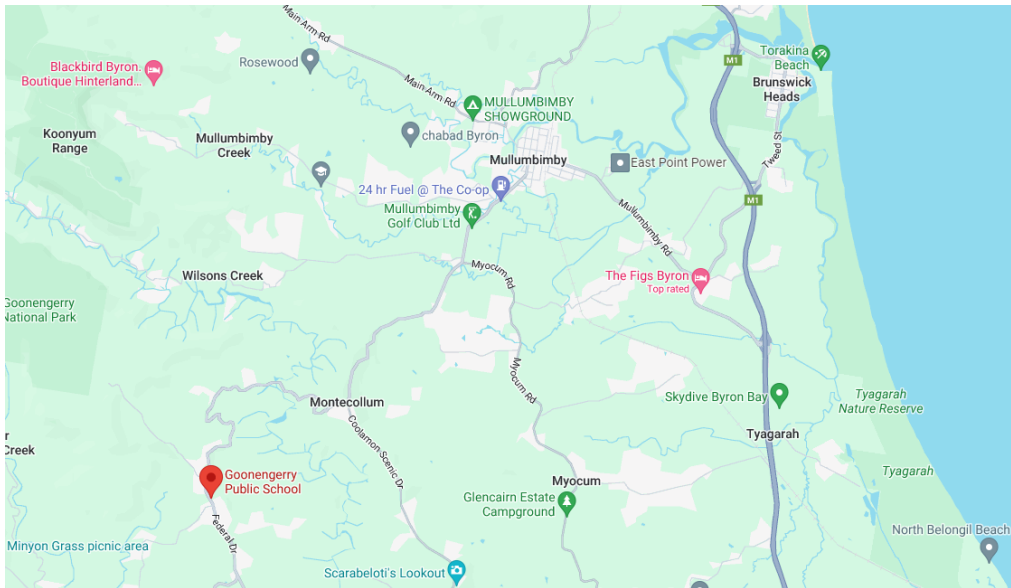 Main Arm Rd
Blackbird Byron.
Boutique Hinterland...
Rosewood
Main Arm Rd
M1
Torakina
Beach
Brunswick
Heads
MULLUMBIMBY
SHOWGROUND
Koonyum
Range
Mullumbimby
Creek
chabad Byron
Mullumbimby
East Point Power
Tweed St
24 hr Fuel @ The Co-op
Mullumbimby
Golf Club Ltd
Mullumbimby Rd
M1
Wilsons Creek
Myocum Rd
The Figs Byron
Top rated
Goonengerry
National Park
Myocum Rd
Montecollum
Coolamon Scenic Dr
Skydive Byron Bay
Tyagarah
Nature Reserve
Tyagarah
r
Creek
Goonengerry
Public School
Myocum
Tyagarah
Glencairn Estate
Campground
Federal Dr
Minyon Grass picnic area
North Belongil Beach
Scarabeloti's Lookout